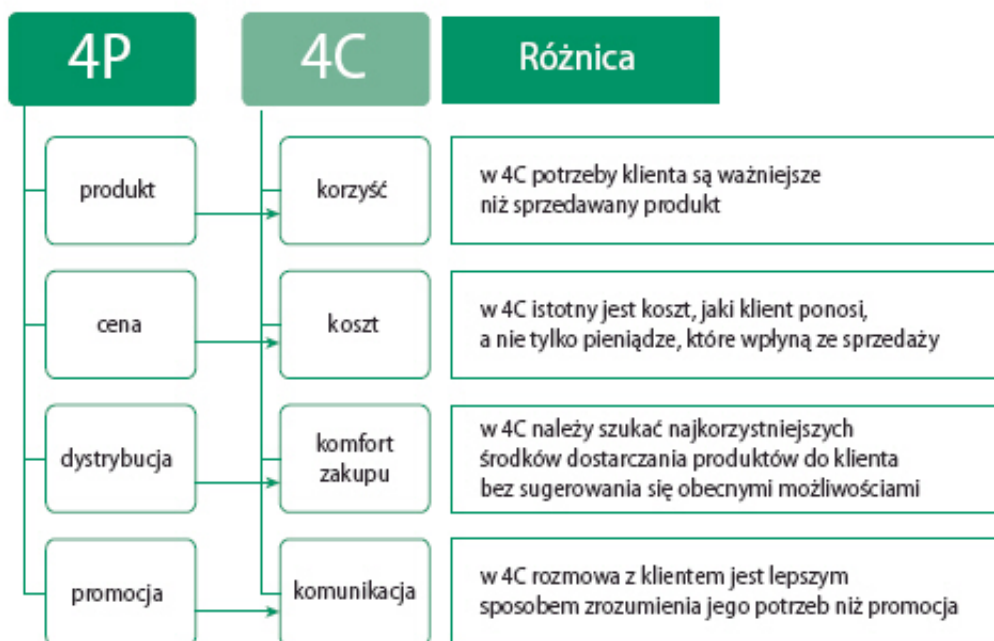 4P
4C
Różnica
produkt
korzyść
w 4C potrzeby klienta są ważniejsze
niż sprzedawany produkt
cena
koszt
w 4C istotny jest koszt, jaki klient ponosi,
a nie tylko pieniądze, które wpłyną ze sprzedaży
dystrybucja
komfort
zakupu
w 4C należy szukać najkorzystniejszych
środków dostarczania produktów do klienta
bez sugerowania się obecnymi możliwościami
promocja
komunikacja
w 4C rozmowa z klientem jest lepszym
sposobem zrozumienia jego potrzeb niż promocja